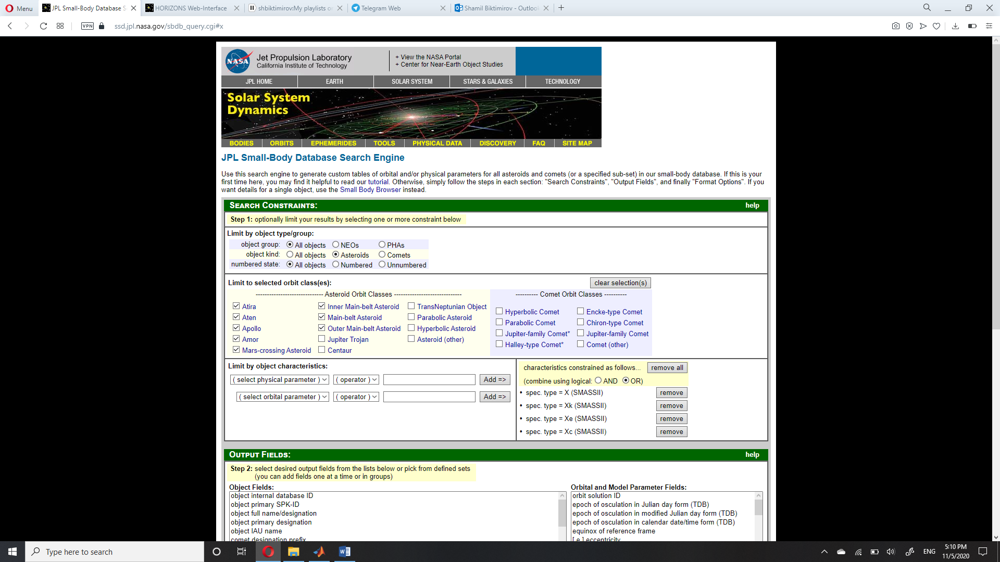 Menu
JPL Small-Body Database S
HORIZONS Web-Interface
shbiktimirov:My playlists o
Telegram Web
Shamil Biktimirov - Outloo
VPN
ssd.jpl.nasa.gov/sbdb_query.cgi#x
NASA
Jet Propulsion Laboratory
California Institute of Technology
+ View the NASA Portal
+ Center for Near-Earth Object Studies
JPL HOME
EARTH
SOLAR SYSTEM
STARS & GALAXIES
TECHNOLOGY
Solar System
Dynamics
BODIES
ORBITS
EPHEMERIDES
TOOLS
PHYSICAL DATA
DISCOVERY
FAQ
SITE MAP
JPL Small-Body Database Search Engine
Use this search engine to generate custom tables of orbital and/or physical parameters for all asteroids and comets (or a specified sub-set) in our small-body database. If this is your
first time here, you may find it helpful to read our tutorial. Otherwise, simply follow the steps in each section: "Search Constraints", "Output Fields", and finally "Format Options". If you
want details for a single object, use the Small Body Browser instead.
SEARCH CONSTRAINTS:
help
Step 1: optionally limit your results by selecting one or more constraint below
Limit by object type/group:
object group: All objects NEOs PHAs
object kind: All objects Asteroids Comets
numbered state: All objects Numbered Unnumbered
Limit to selected orbit class(es):
clear selection(s)
------------------------------ Asteroid Orbit Classes ------------------------------
Atira Inner Main-belt Asteroid TransNeptunian Object
Aten Main-belt Asteroid Parabolic Asteroid
Apollo Outer Main-belt Asteroid Hyperbolic Asteroid
Amor Jupiter Trojan Asteroid (other)
Mars-crossing Asteroid Centaur
---------- Comet Orbit Classes ----------
Hyperbolic Comet Encke-type Comet
Parabolic Comet Chiron-type Comet
Jupiter-family Comet* Jupiter-family Comet
Halley-type Comet* Comet (other)
Limit by object characteristics:
( select physical parameter ) ( operator ) Add =>
( select orbital parameter ) ( operator ) Add =>
characteristics constrained as follows... remove all
(combine using logical: AND OR)
• spec. type = X (SMASSII) remove
• spec. type = Xk (SMASSII) remove
• spec. type = Xe (SMASSII) remove
• spec. type = Xc (SMASSII) remove
OUTPUT FIELDS:
help
Step 2: select desired output fields from the lists below or pick from defined sets
(you can add fields one at a time or in groups)
Object Fields:
object internal database ID
object primary SPK-ID
object full name/designation
object primary designation
object IAU name
comet designation prefix
Orbital and Model Parameter Fields:
orbit solution ID
epoch of osculation in Julian day form (TDB)
epoch of osculation in modified Julian day form (TDB)
epoch of osculation in calendar date/time form (TDB)
equinox of reference frame
[ e ] eccentricity
Type here to search
ENG
5:10 PM
11/5/2020